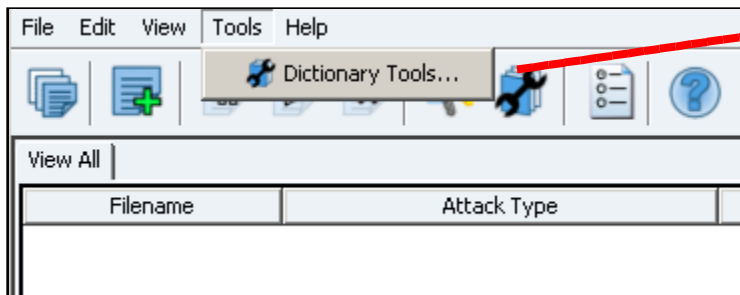 File Edit View Tools Help
Dictionary Tools...
View All
Filename Attack Type